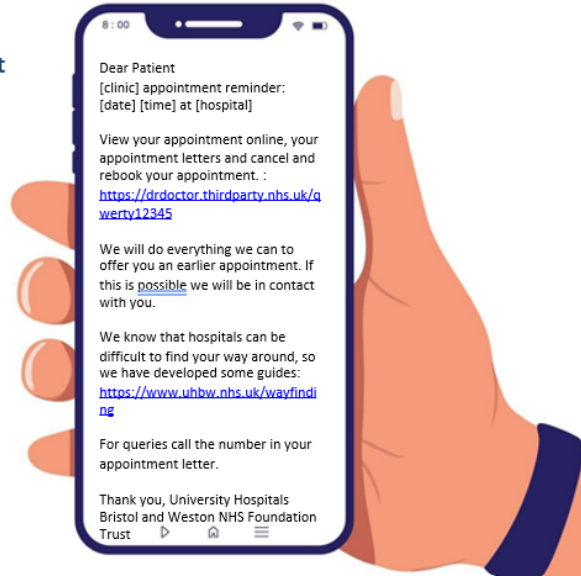 8:00
t
Dear Patient
[clinic] appointment reminder:
[date] [time] at [hospital]
View your appointment online, your
appointment letters and cancel and
rebook your appointment. :
https://drdoctor.thirdparty.nhs.uk/q
werty12345
We will do everything we can to
offer you an earlier appointment. If
this is possible we will be in contact
with you.
We know that hospitals can be
difficult to find your way around, so
we have developed some guides:
https://www.uhbw.nhs.uk/wayfindi
ng
For queries call the number in your
appointment letter.
Thank you, University Hospitals
Bristol and Weston NHS Foundation
Trust